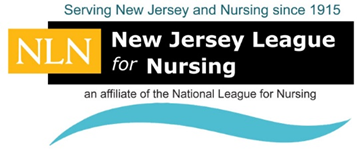 Serving New Jersey and Nursing since 1915
NLN
New Jersey League
for Nursing
an affiliate of the National League for Nursing